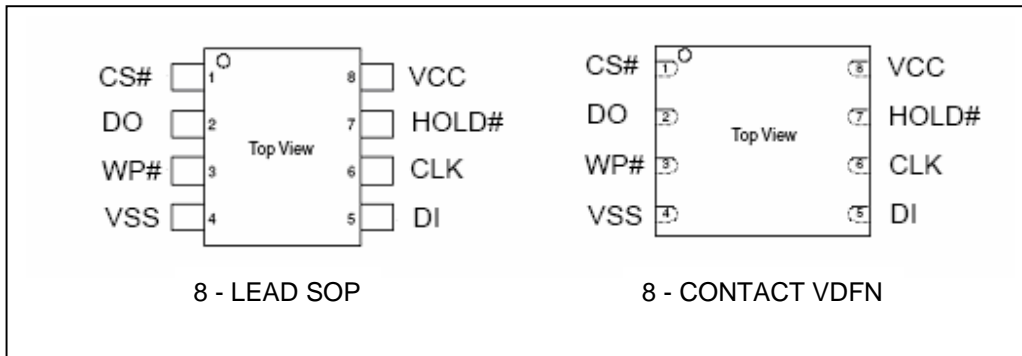 CS# 1 8 VCC
DO 2 7 HOLD#
WP# 3 6 CLK
VSS 4 5 DI
Top View
8 - LEAD SOP
CS# 1 8 VCC
DO 2 7 HOLD#
WP# 3 6 CLK
VSS 4 5 DI
Top View
8 - CONTACT VDFN